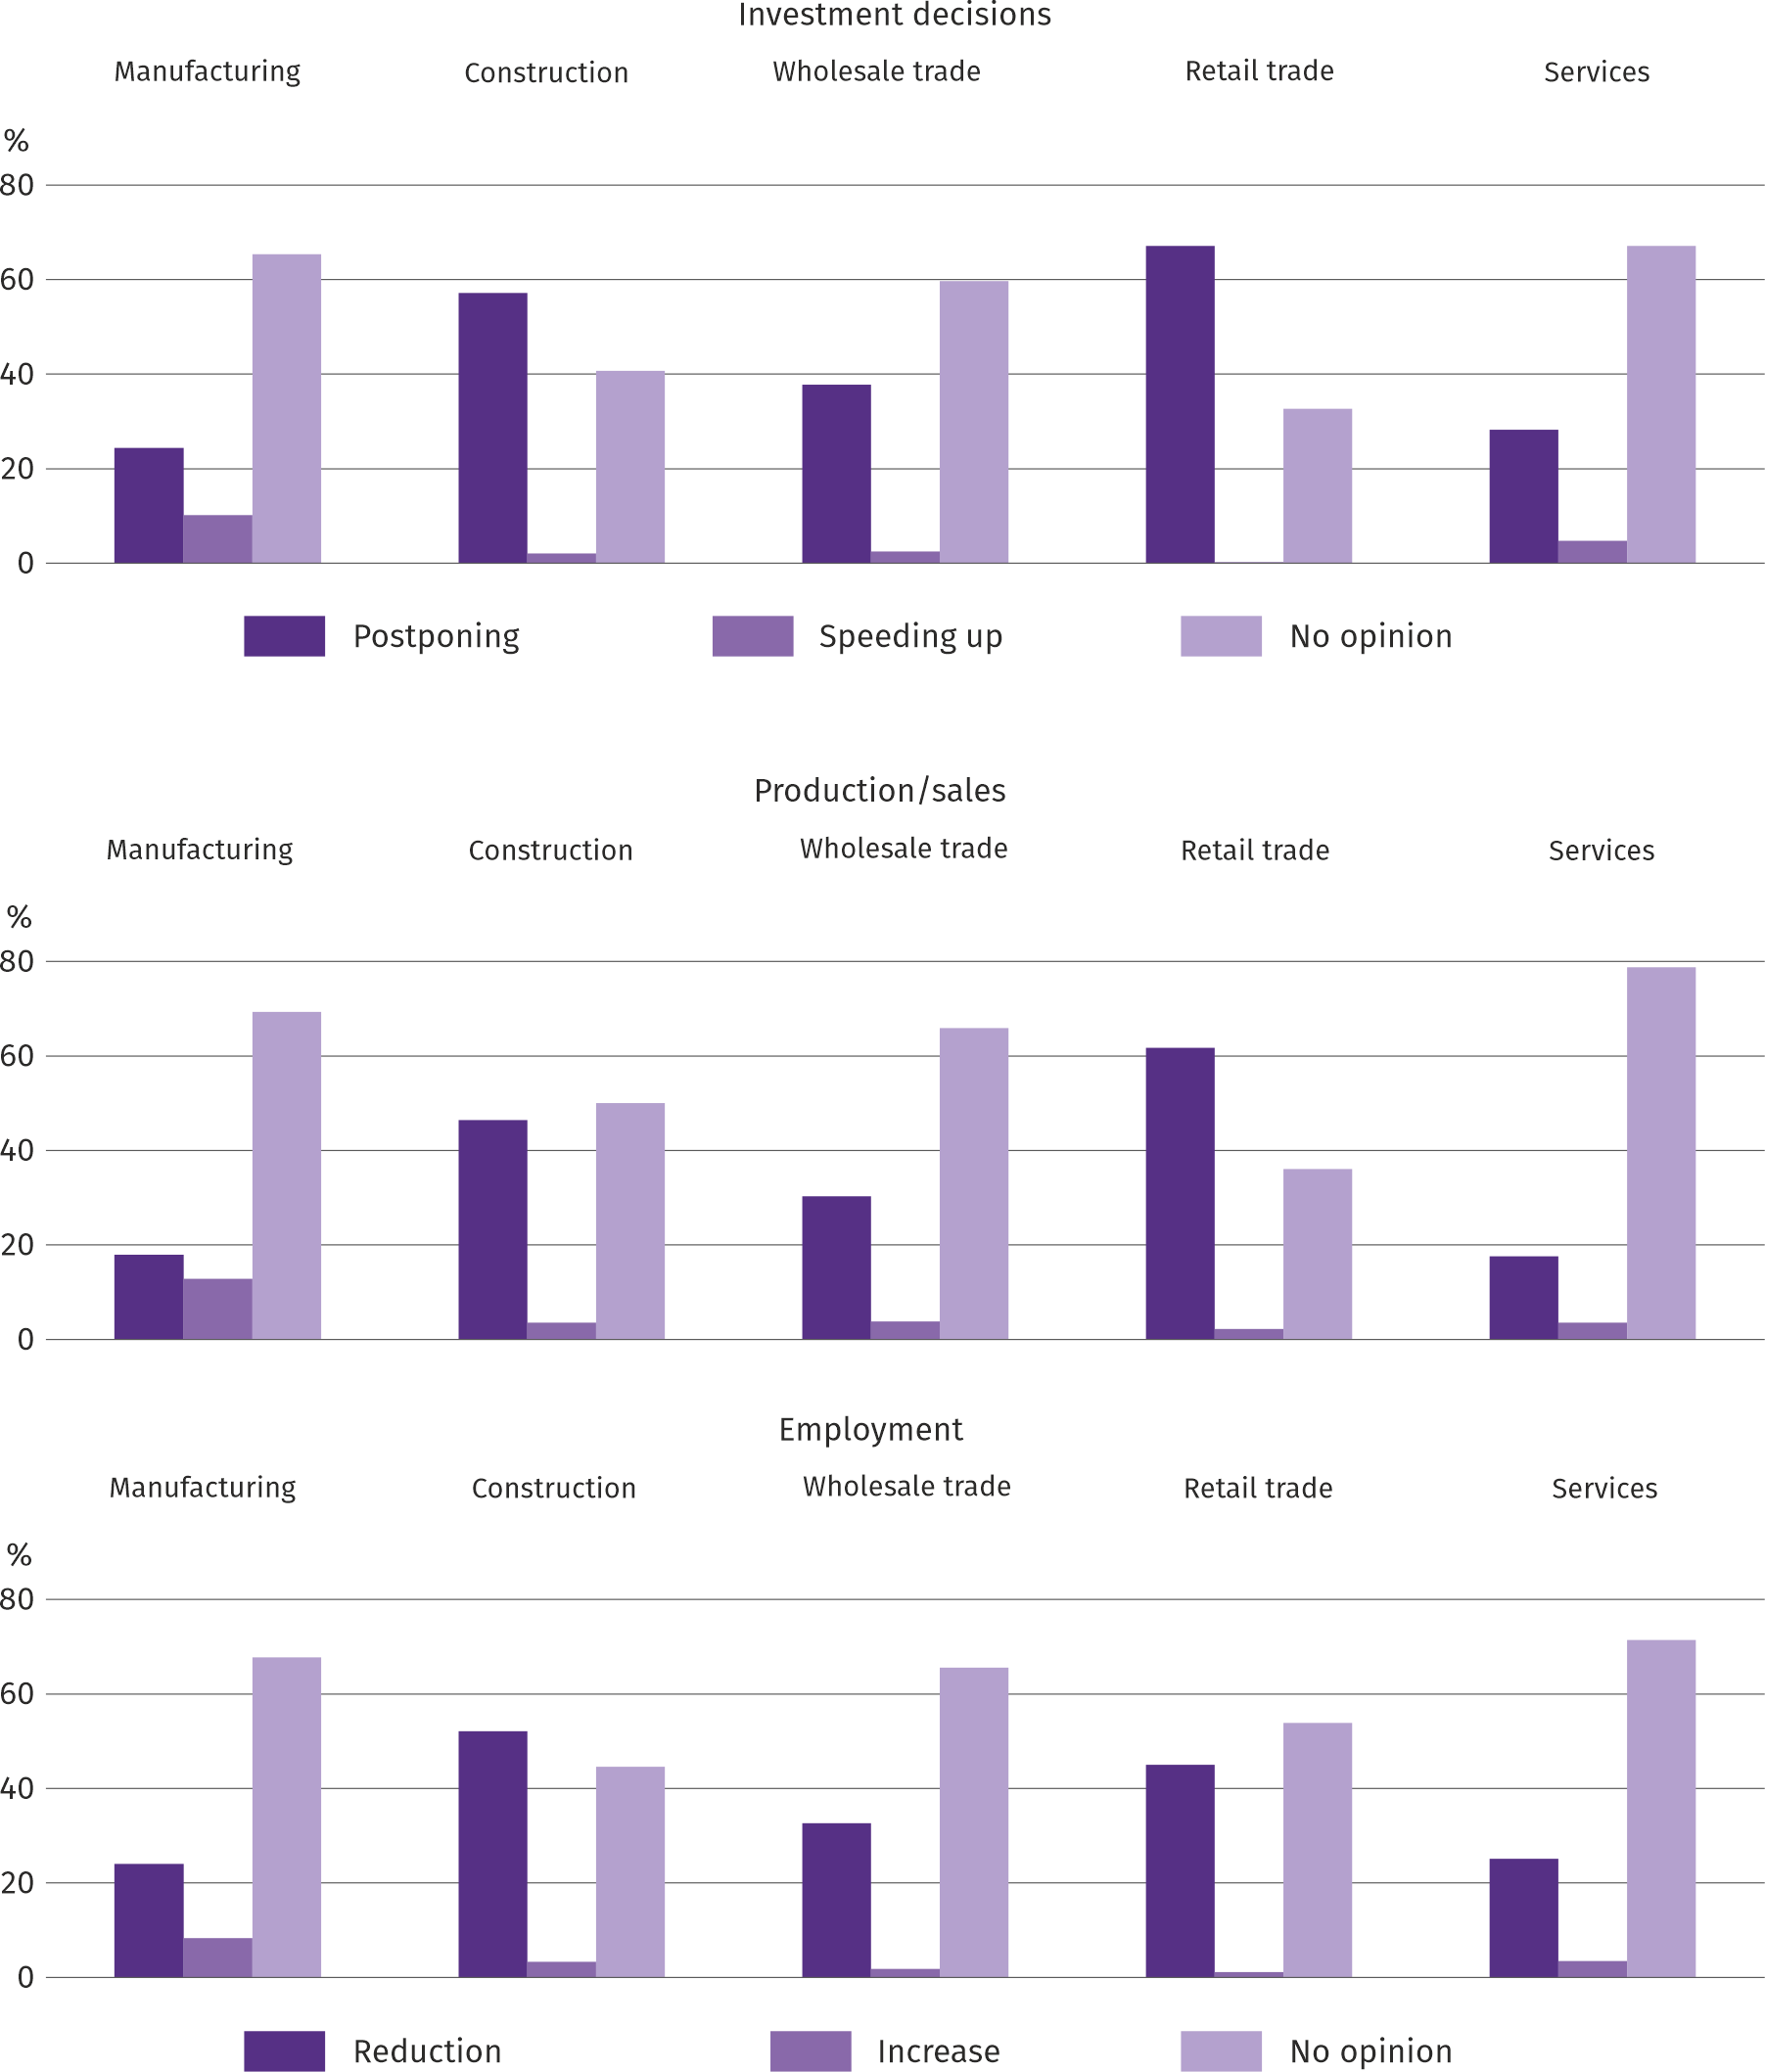 Investment decisions
Manufacturing Construction Wholesale trade Retail trade Services
%
80
60
40
20
0
Postponing Speeding up No opinion
Production/sales
Manufacturing Construction Wholesale trade Retail trade Services
%
80
60
40
20
0
Employment
Manufacturing Construction Wholesale trade Retail trade Services
%
80
60
40
20
0
Reduction Increase No opinion